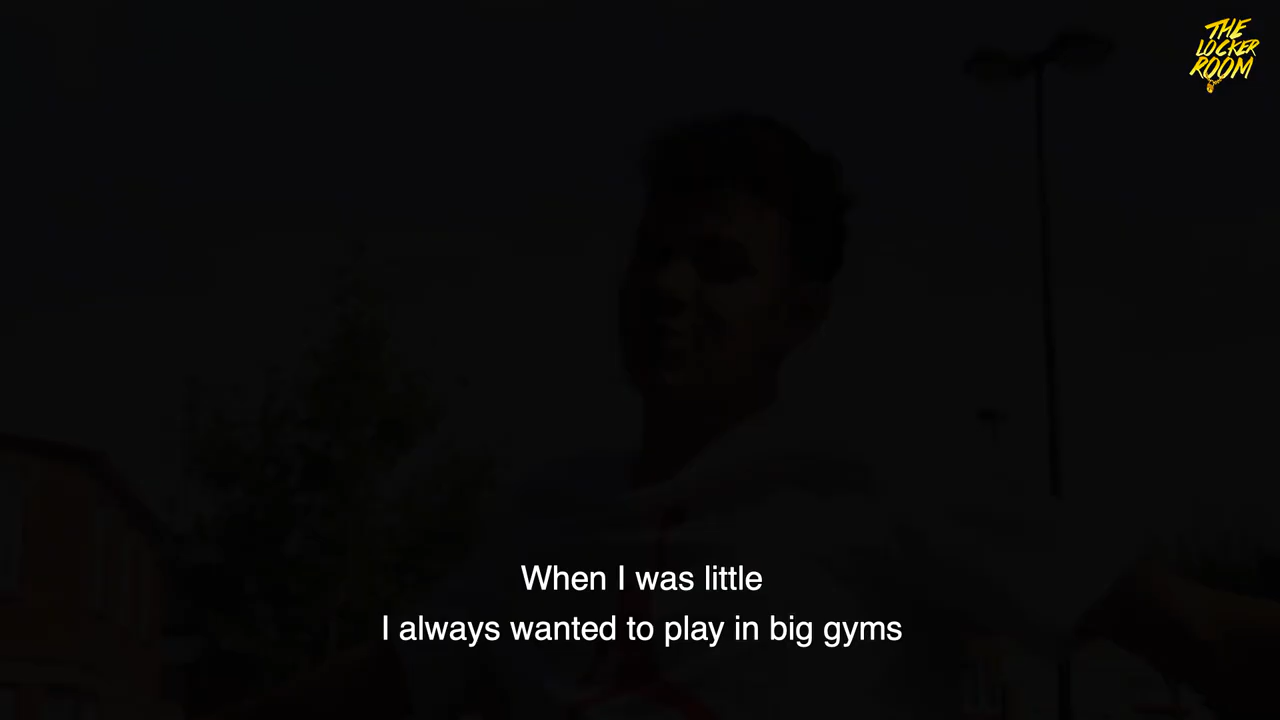 THE
LOCKER
ROOM
When I was little
I always wanted to play in big gyms